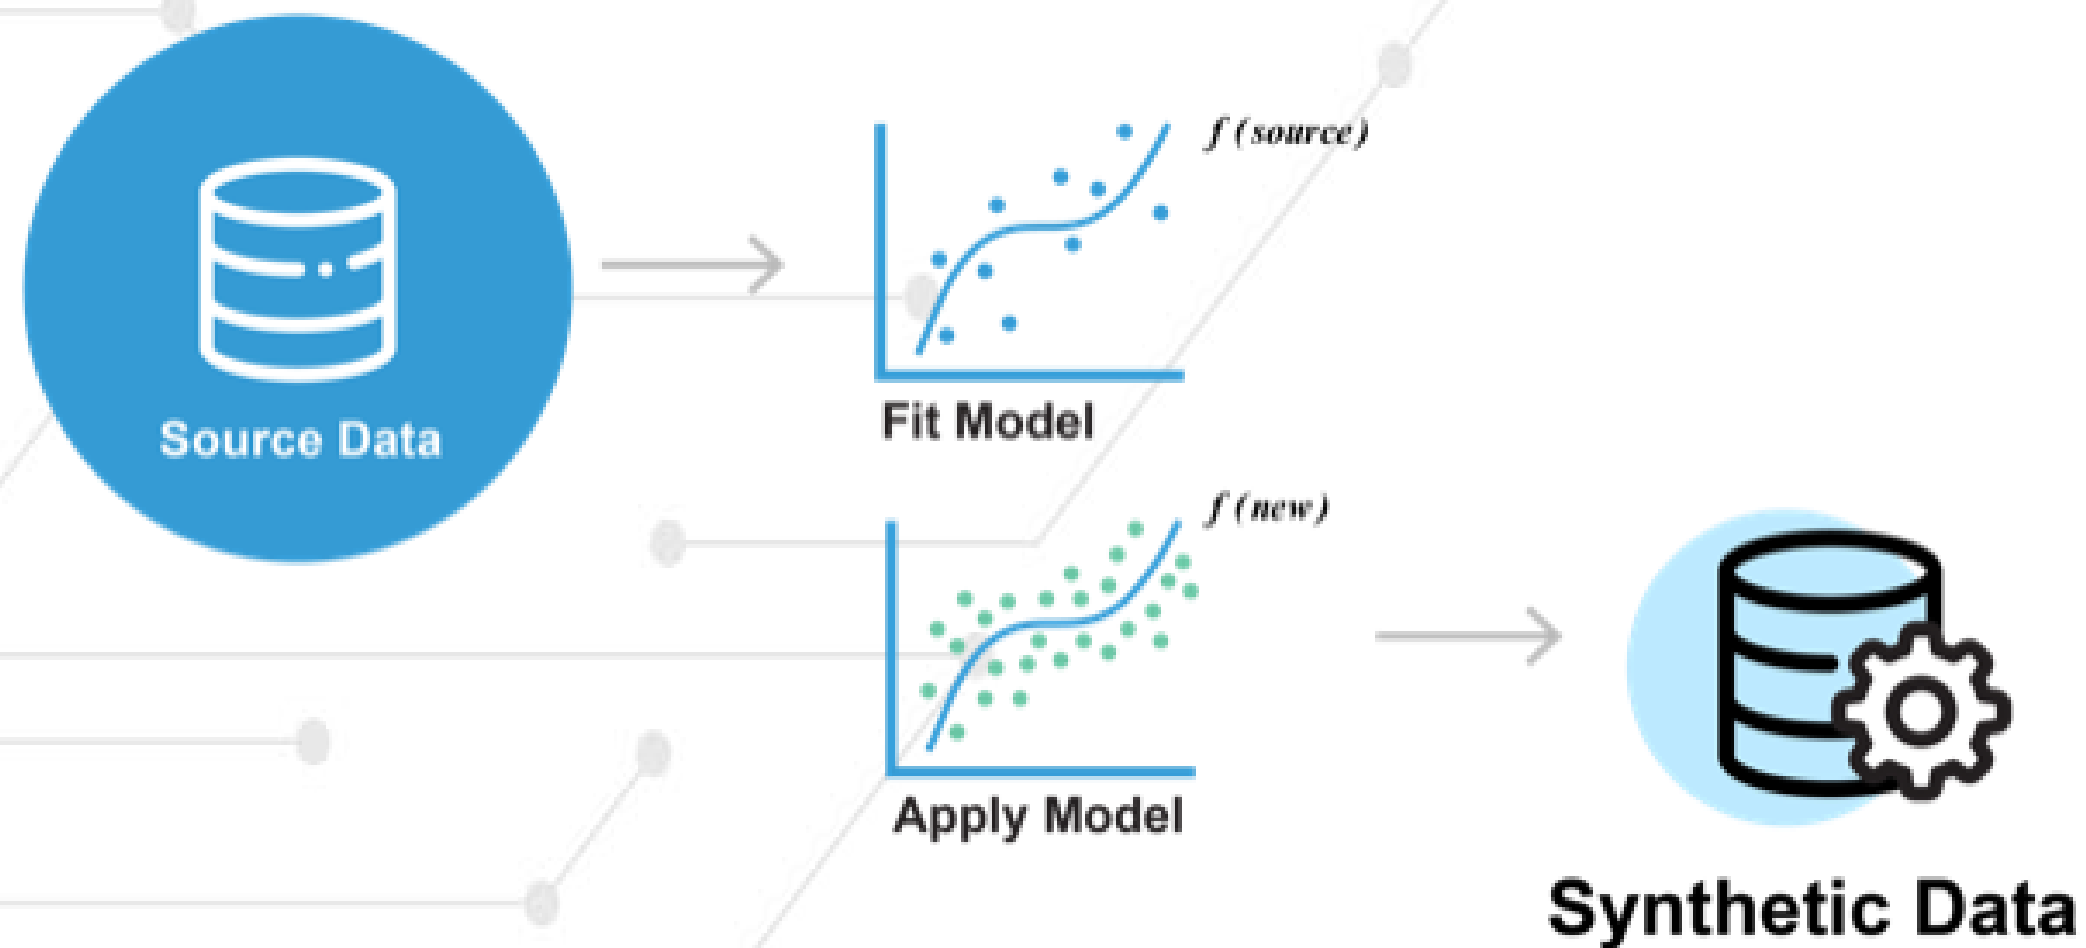 Source Data
f(source)
Fit Model
f(new)
Apply Model
Synthetic Data